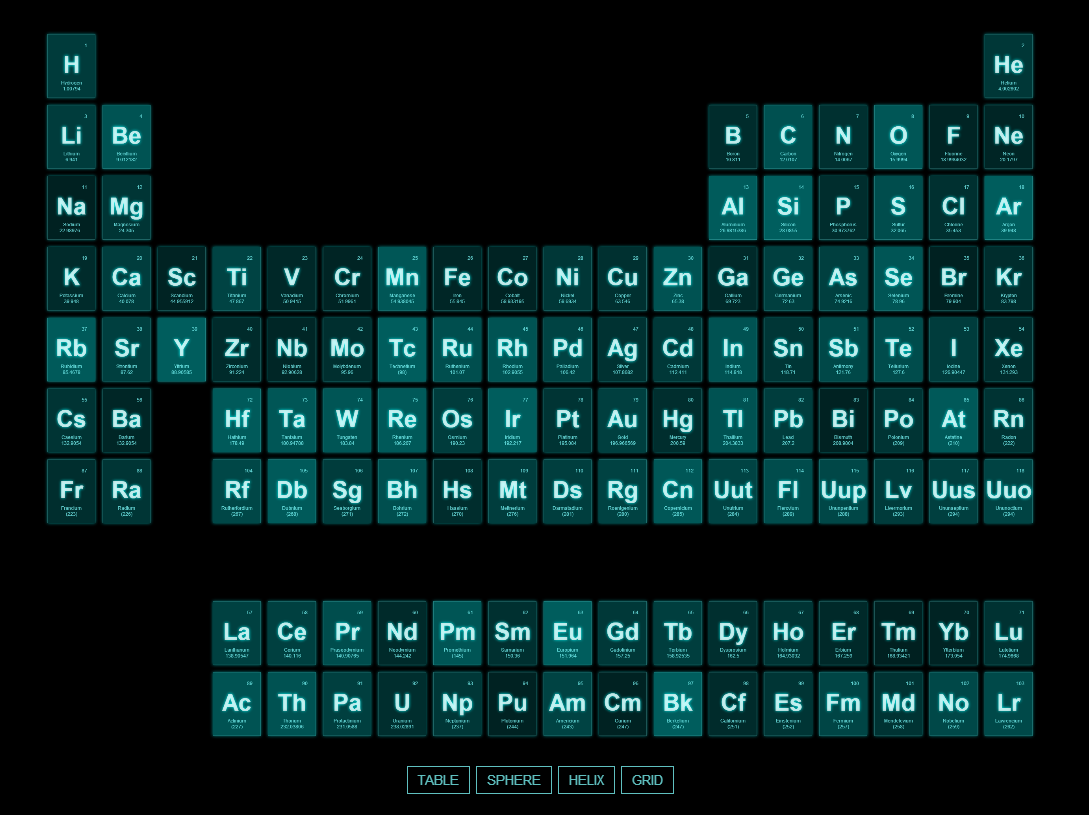 1 2
H He
Hydrogen Helium
1.00794 4.002602
3 4 5 6 7 8 9 10
Li Be B C N O F Ne
Lithium Beryllium Boron Carbon Nitrogen Oxygen Fluorine Neon
6.941 9.012182 10.811 12.0107 14.0067 15.9994 18.9984032 20.1797
11 12 13 14 15 16 17 18
Na Mg Al Si P S Cl Ar
Sodium Magnesium Aluminium Silicon Phosphorus Sulfur Chlorine Argon
24.305 26.9815386 28.0855 30.973762 32.065 35.453 39.948
19 20 21 22 23 24 25 26 27 28 29 30 31 32 33 34 35 36
K Ca Sc Ti V Cr Mn Fe Co Ni Cu Zn Ga Ge As Se Br Kr
Potassium Calcium Scandium Titanium Vanadium Chromium Manganese Iron Cobalt Nickel Copper Zinc Gallium Germanium Arsenic Selenium Bromine Krypton
39.948 40.078 44.955912 47.867 50.9415 51.9961 54.938045 55.845 58.933195 58.6934 63.546 65.38 69.723 72.63 74.9216 78.96 79.904 83.798
37 38 39 40 41 42 43 44 45 46 47 48 49 50 51 52 53 54
Rb Sr Y Zr Nb Mo Tc Ru Rh Pd Ag Cd In Sn Sb Te I Xe
Rubidium Strontium Yttrium Zirconium Niobium Molybdenum Technetium Ruthenium Rhodium Palladium Silver Cadmium Indium Tin Antimony Tellurium Iodine Xenon
85.4678 87.62 88.90585 91.224 92.90628 95.96 (98) 101.07 102.9055 106.42 107.8682 112.411 114.818 118.71 121.76 127.6 126.90447 131.293
55 56 72 73 74 75 76 77 78 79 80 81 82 83 84 85 86
Cs Ba Hf Ta W Re Os Ir Pt Au Hg Tl Pb Bi Po At Rn
Caesium Barium Hafnium Tantalum Tungsten Rhenium Osmium Iridium Platinum Gold Mercury Thallium Lead Bismuth Polonium Astatine Radon
132.9054 132.9054 178.49 180.94788 183.84 186.207 190.23 192.217 195.084 196.966569 200.59 204.3833 207.2 208.9804 (209) (210) (222)
87 88 104 105 106 107 108 109 110 111 112 113 114 115 116 117 118
Fr Ra Rf Db Sg Bh Hs Mt Ds Rg Cn Uut Fl Uup Lv Uus Uuo
Francium Radium Rutherfordium Dubnium Seaborgium Bohrium Hassium Meitnerium Darmstadium Roentgenium Copernicium Unutrium Flerovium Ununpentium Livermorium Ununseptium Ununoctium
(223) (226) (267) (268) (271) (272) (270) (276) (281) (280) (285) (284) (289) (288) (293) (294) (294)
57 58 59 60 61 62 63 64 65 66 67 68 69 70 71
La Ce Pr Nd Pm Sm Eu Gd Tb Dy Ho Er Tm Yb Lu
Lanthanum Cerium Praseodymium Neodymium Promethium Samarium Europium Gadolinium Terbium Dysprosium Holmium Erbium Thulium Ytterbium Lutetium
138.90547 140.116 140.90765 144.242 (145) 150.36 151.964 157.25 158.92535 162.5 164.93032 167.259 168.93421 173.054 174.9668
89 90 91 92 93 94 95 96 97 98 99 100 101 102 103
Ac Th Pa U Np Pu Am Cm Bk Cf Es Fm Md No Lr
Actinium Thorium Protactinium Uranium Neptunium Plutonium Americium Curium Berkelium Californium Einsteinium Fermium Mendelevium Nobelium Lawrencium
(227) 232.03806 231.0588 238.02891 (237) (244) (243) (247) (247) (251) (252) (257) (258) (259) (262)
TABLE SPHERE HELIX GRID